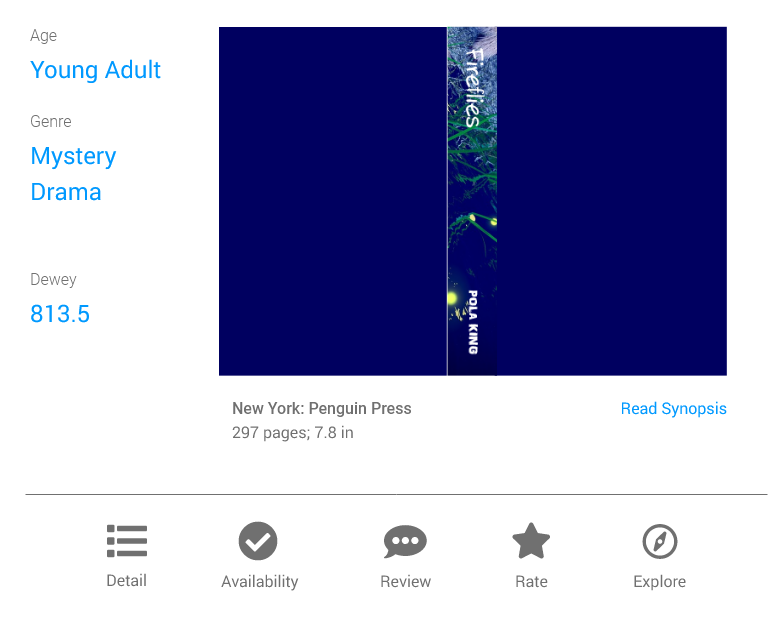 Age
Young Adult
Genre
Mystery
Drama
Dewey
813.5
Fireflies
POLA KING
New York: Penguin Press
297 pages; 7.8 in
Read Synopsis
Detail
Availability
Review
Rate
Explore